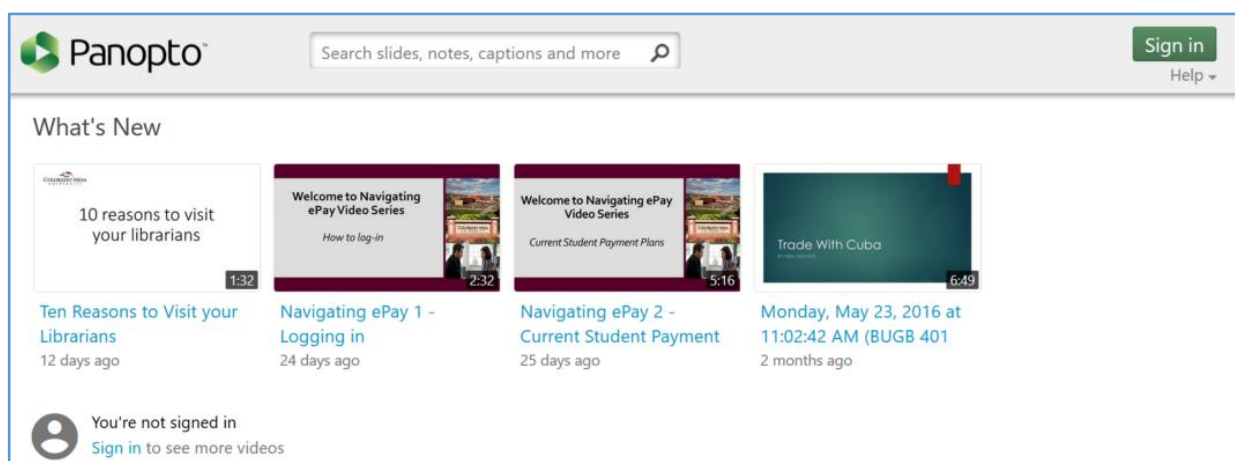 Panopto
Search slides, notes, captions and more
Sign in
Help
What's New
COLORADO MESA
UNIVERSITY
10 reasons to visit
your librarians
1:32
Ten Reasons to Visit your
Librarians
12 days ago
Welcome to Navigating
ePay Video Series
How to log-in
2:32
Navigating ePay 1 -
Logging in
24 days ago
Welcome to Navigating ePay
Video Series
Current Student Payment Plans
5:16
Navigating ePay 2 -
Current Student Payment
25 days ago
Trade With Cuba
6:49
Monday, May 23, 2016 at
11:02:42 AM (BUGB 401
2 months ago
You're not signed in
Sign in to see more videos